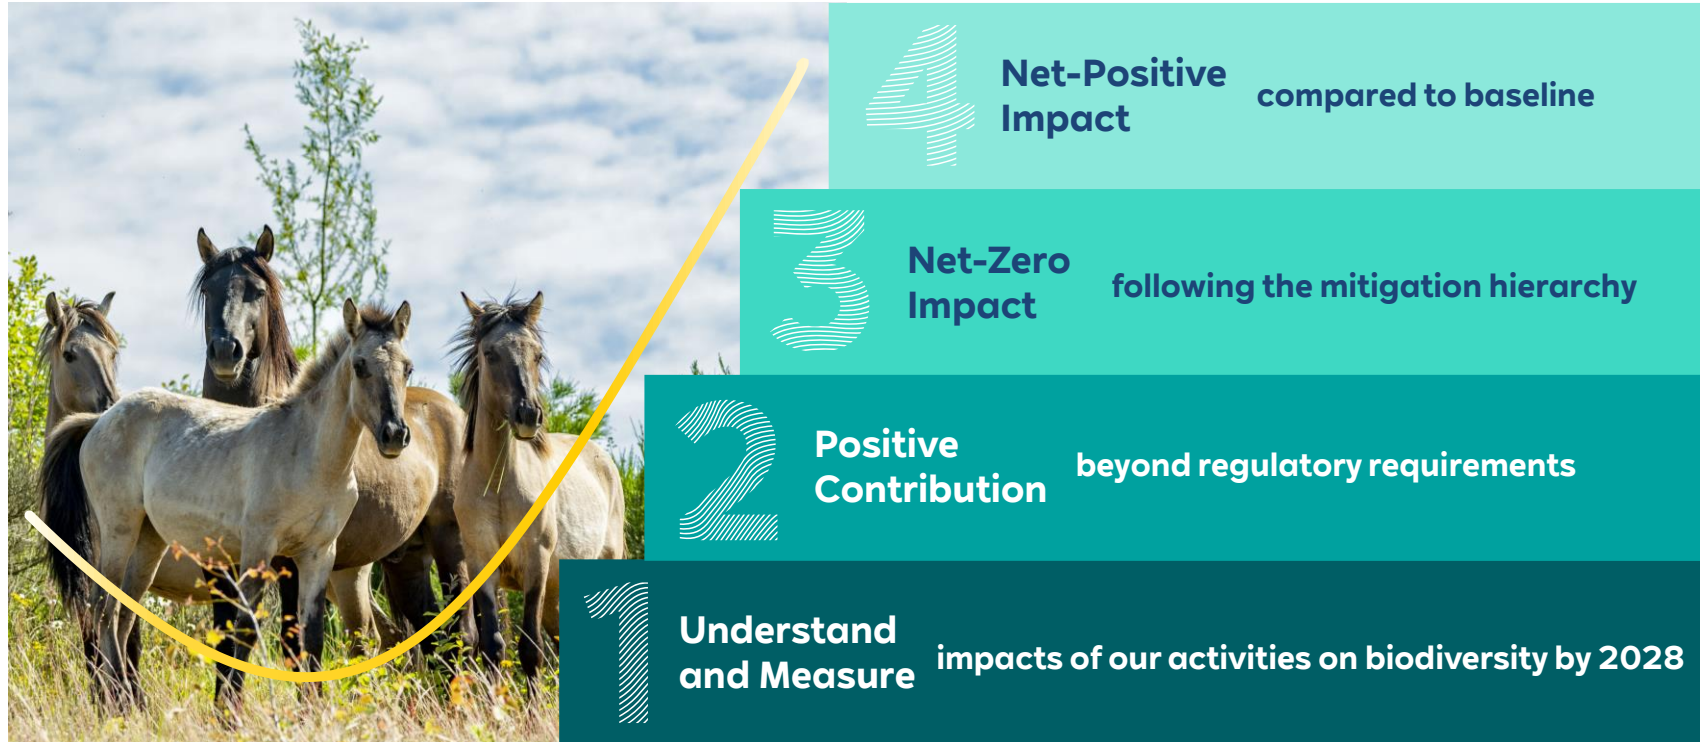 4
Net-Positive
Impact
compared to baseline
3
Net-Zero
Impact
following the mitigation hierarchy
2
Positive
Contribution
beyond regulatory requirements
1
Understand
and Measure
impacts of our activities on biodiversity by 2028